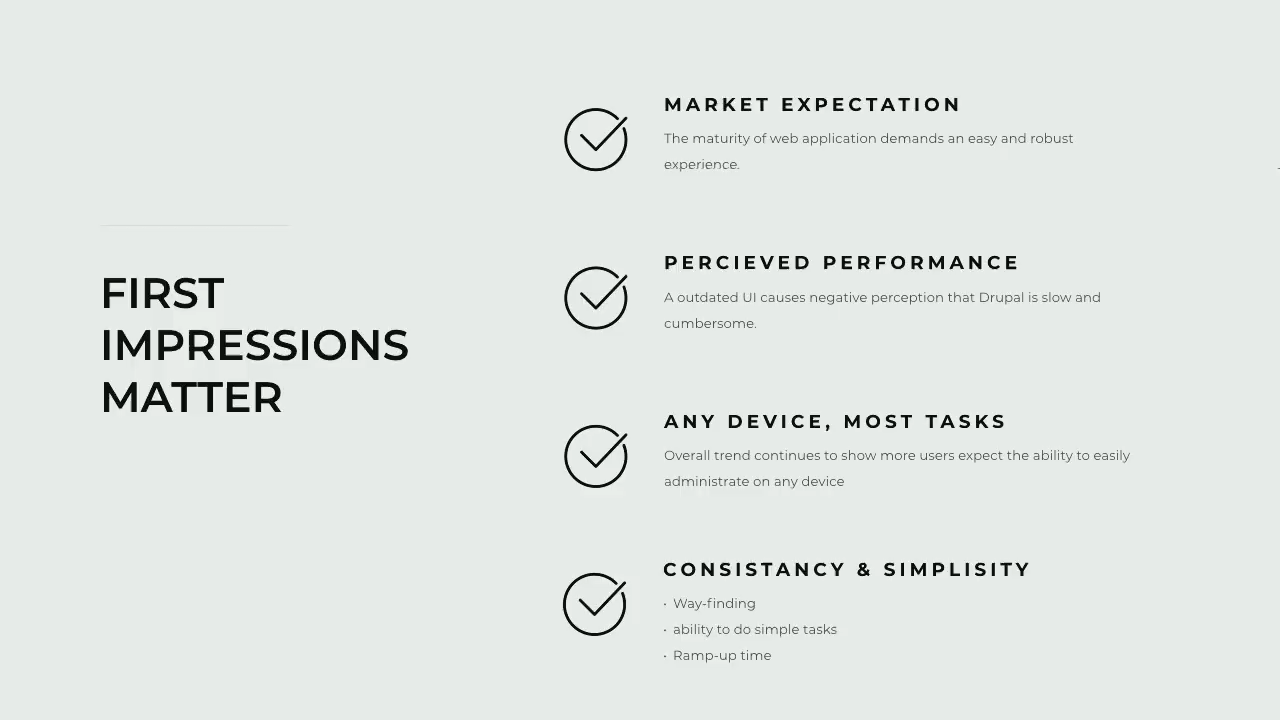 FIRST
IMPRESSIONS
MATTER
MARKET EXPECTATION
The maturity of web application demands an easy and robust
experience.
PERCIEVED PERFORMANCE
A outdated UI causes negative perception that Drupal is slow and
cumbersome.
ANY DEVICE, MOST TASKS
Overall trend continues to show more users expect the ability to easily
administrate on any device
CONSISTANCY & SIMPLISITY
• Way-finding
• ability to do simple tasks
• Ramp-up time